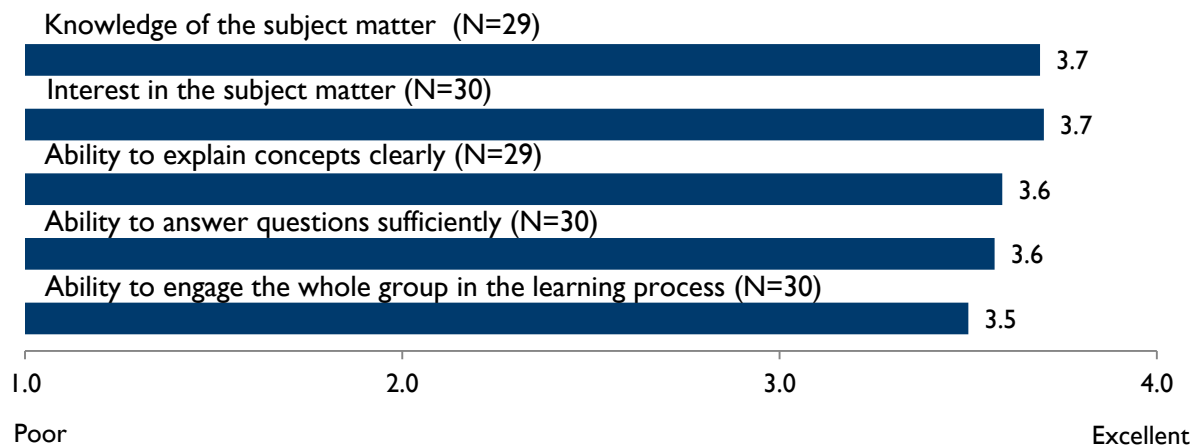 Knowledge of the subject matter (N=29)
3.7
Interest in the subject matter (N=30)
3.7
Ability to explain concepts clearly (N=29)
3.6
Ability to answer questions sufficiently (N=30)
3.6
Ability to engage the whole group in the learning process (N=30)
3.5
1.0 2.0 3.0 4.0
Poor Excellent